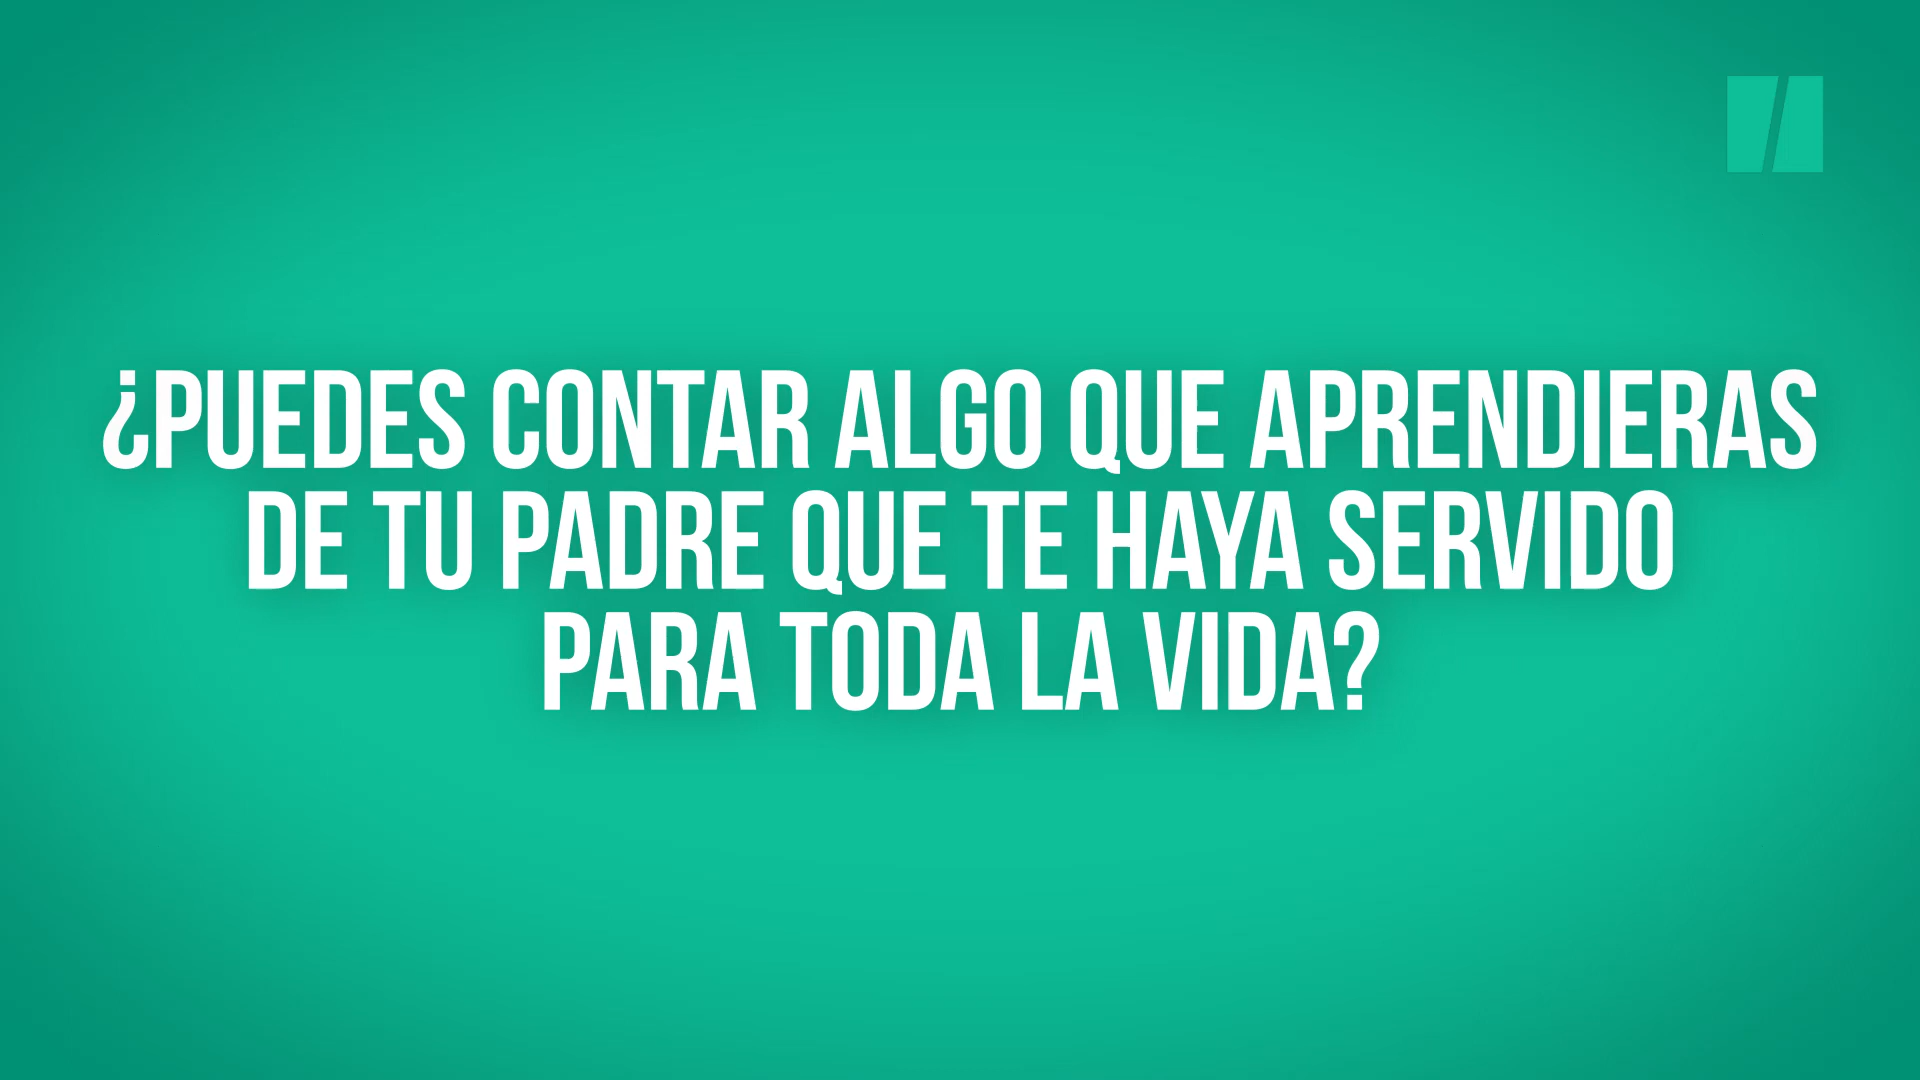 ¿PUEDES CONTAR ALGO QUE APRENDIERAS
DE TU PADRE QUE TE HAYA SERVIDO
PARA TODA LA VIDA?